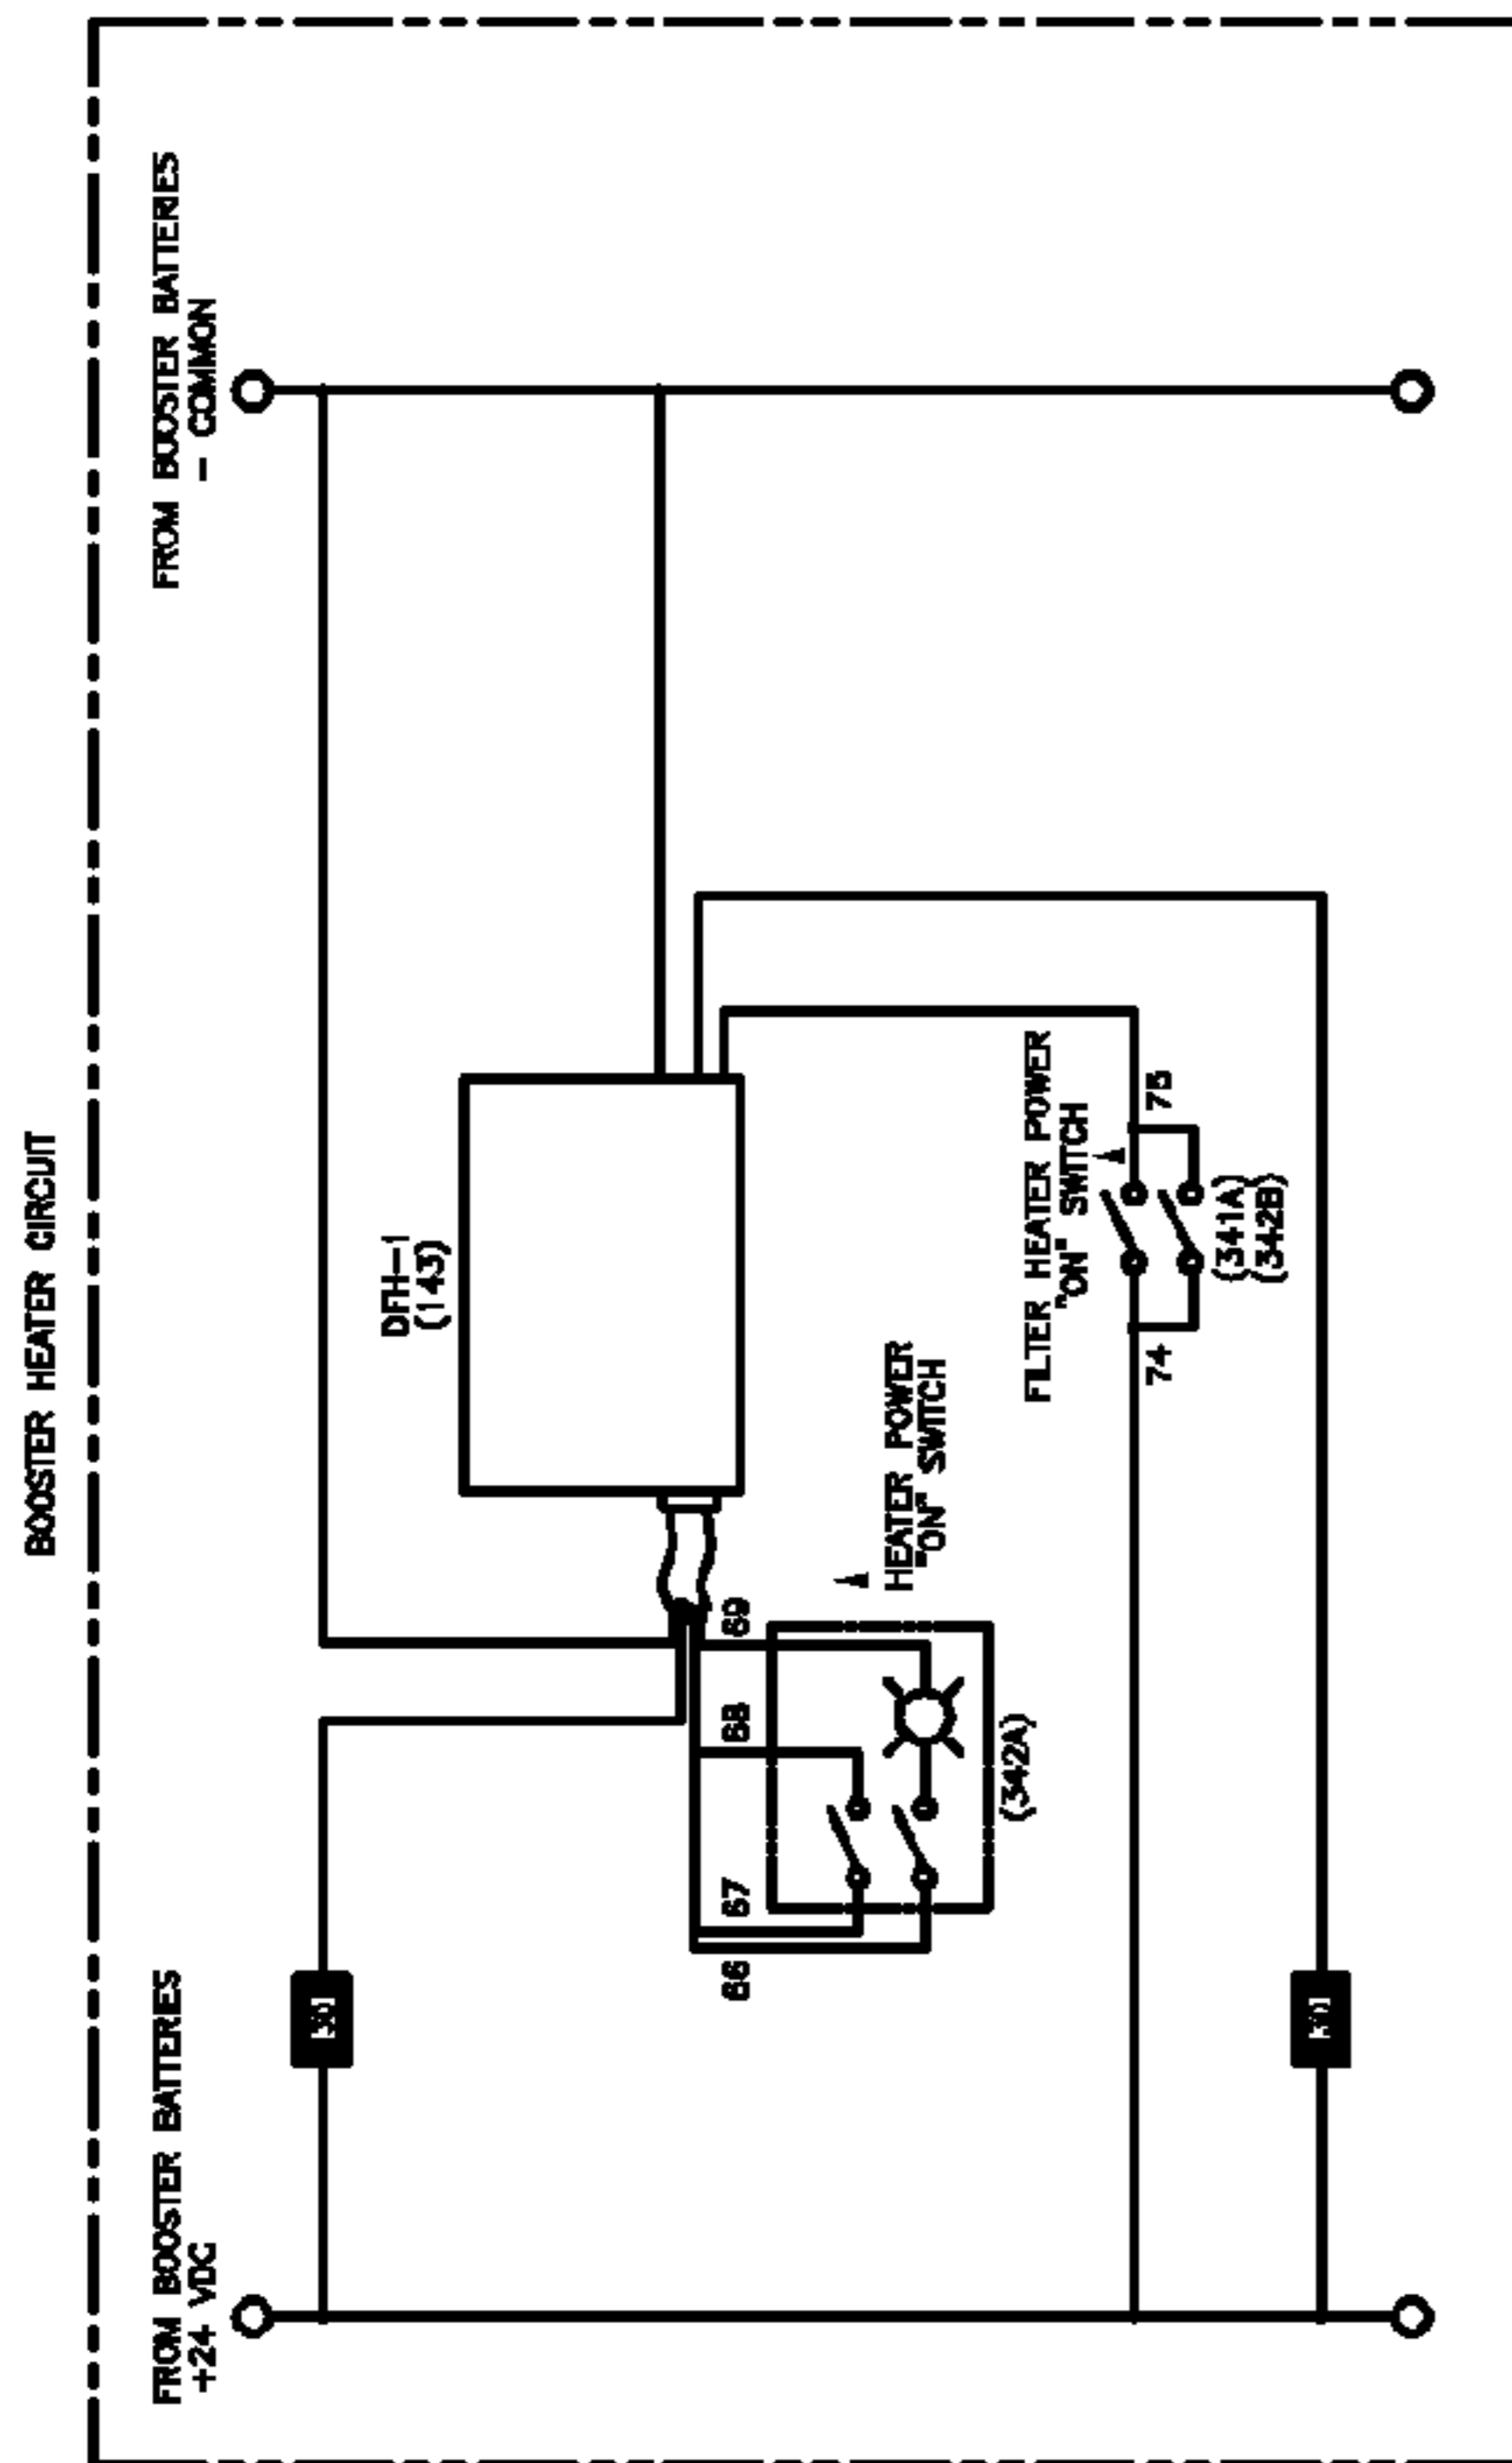 BOOSTER HEATER CIRCUIT
FROM BOOSTER BATTERIES
+24 VDC
FROM BOOSTER BATTERIES
- COMMON
DFH-1
(143)
66
67
68
69
HEATER POWER
"ON" SWITCH
(342A)
FILTER HEATER POWER
"ON" SWITCH
74
75
(341A)
(342B)